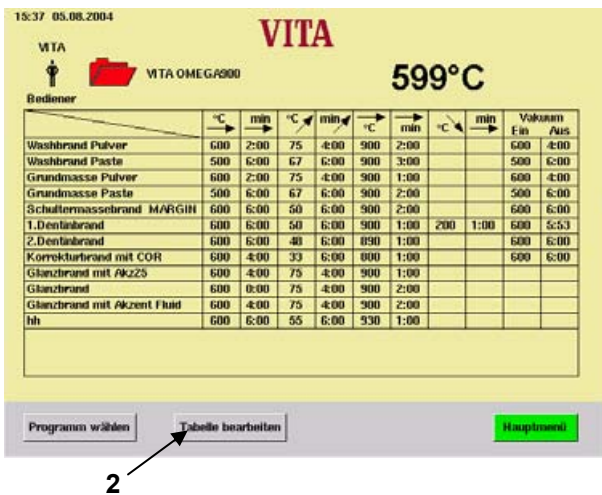 15:37 05.08.2004
VITA
VITA
VITA OMEGA900
599°C
Bediener
°C min °C min °C min °C min Vakuum
Ein Aus
Washbrand Pulver 600 2:00 75 4:00 900 2:00 600 4:00
Washbrand Paste 500 6:00 67 6:00 900 3:00 500 6:00
Grundmasse Pulver 600 2:00 75 4:00 900 1:00 600 4:00
Grundmasse Paste 500 6:00 67 6:00 900 2:00 500 6:00
Schultermassebrand MARGIN 600 6:00 50 6:00 900 2:00 600 6:00
1.Dentinbrand 600 6:00 50 6:00 900 1:00 200 1:00 600 5:53
2.Dentinbrand 600 6:00 48 6:00 890 1:00 600 6:00
Korrekturbrand mit COR 600 4:00 33 6:00 800 1:00 600 6:00
Glanzbrand mit Akz25 600 4:00 75 4:00 900 1:00
Glanzbrand 600 0:00 75 4:00 900 2:00
Glanzbrand mit Akzent Fluid 600 4:00 75 4:00 900 2:00
hh 600 6:00 55 6:00 930 1:00
Programm wählen Tabelle bearbeiten Hauptmenü
2